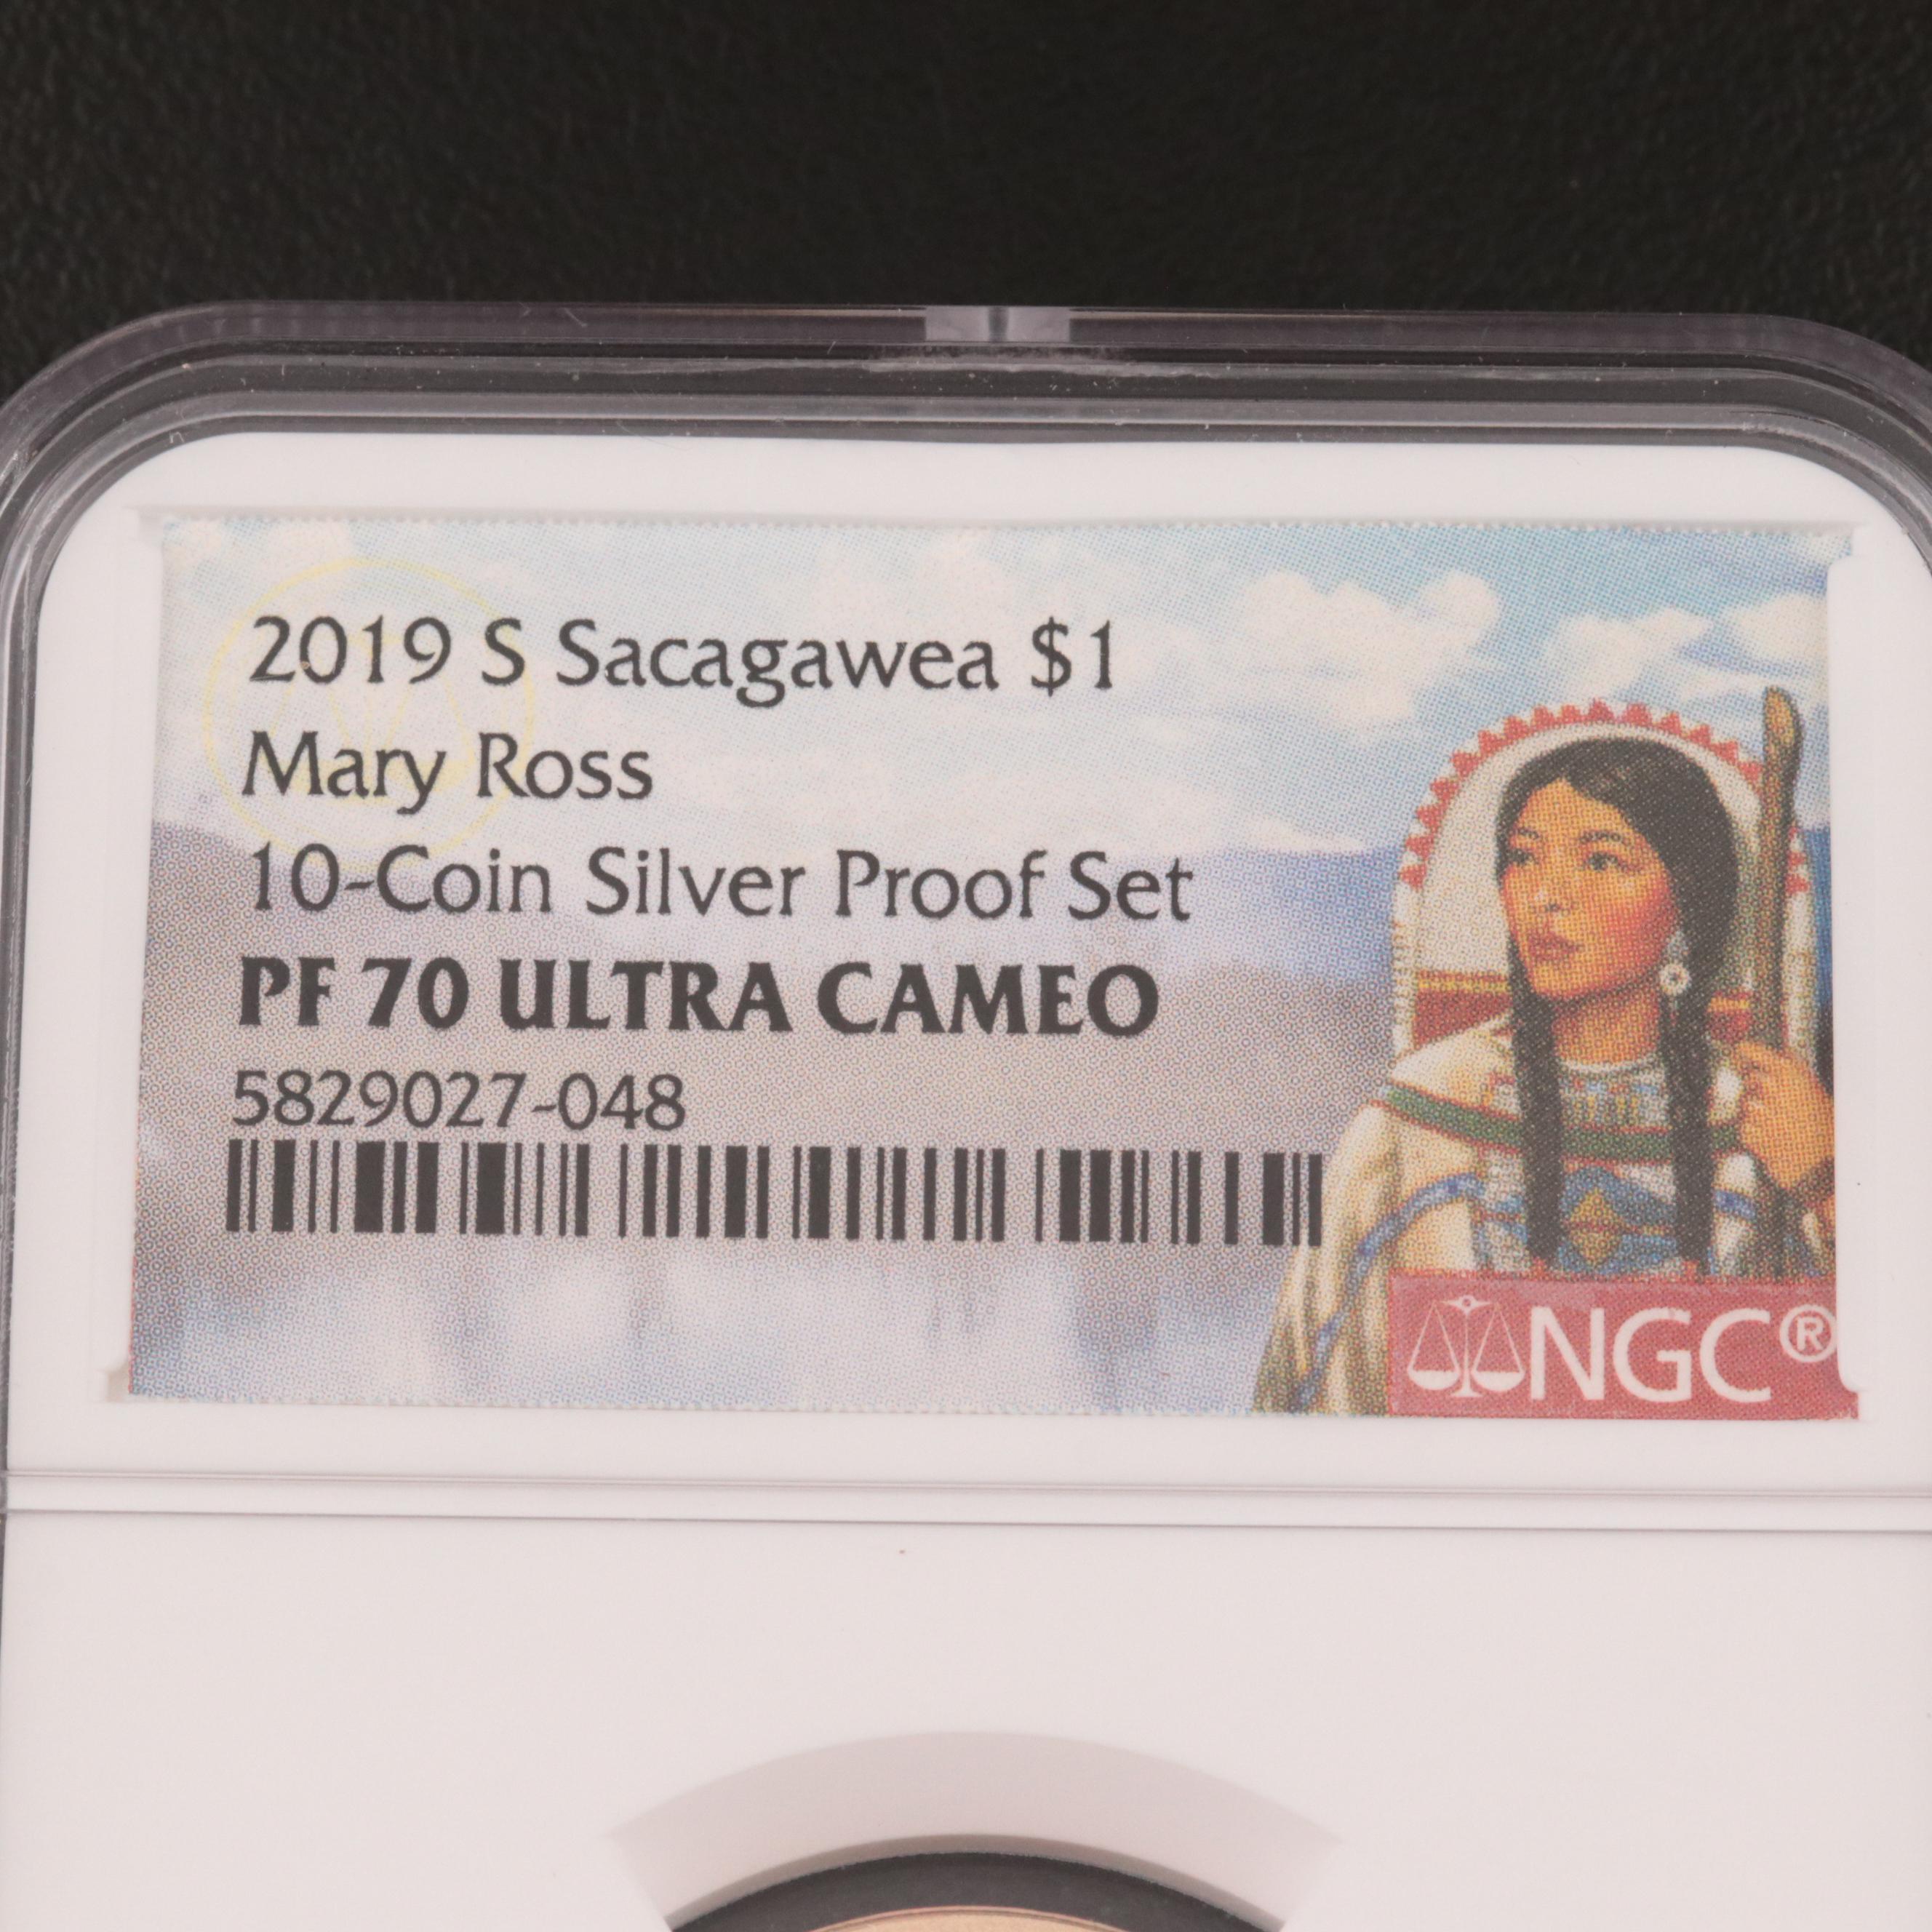 2019 S Sacagawea $1
Mary Ross
10-Coin Silver Proof Set
PF 70 ULTRA CAMEO
5829027-048
NGC®